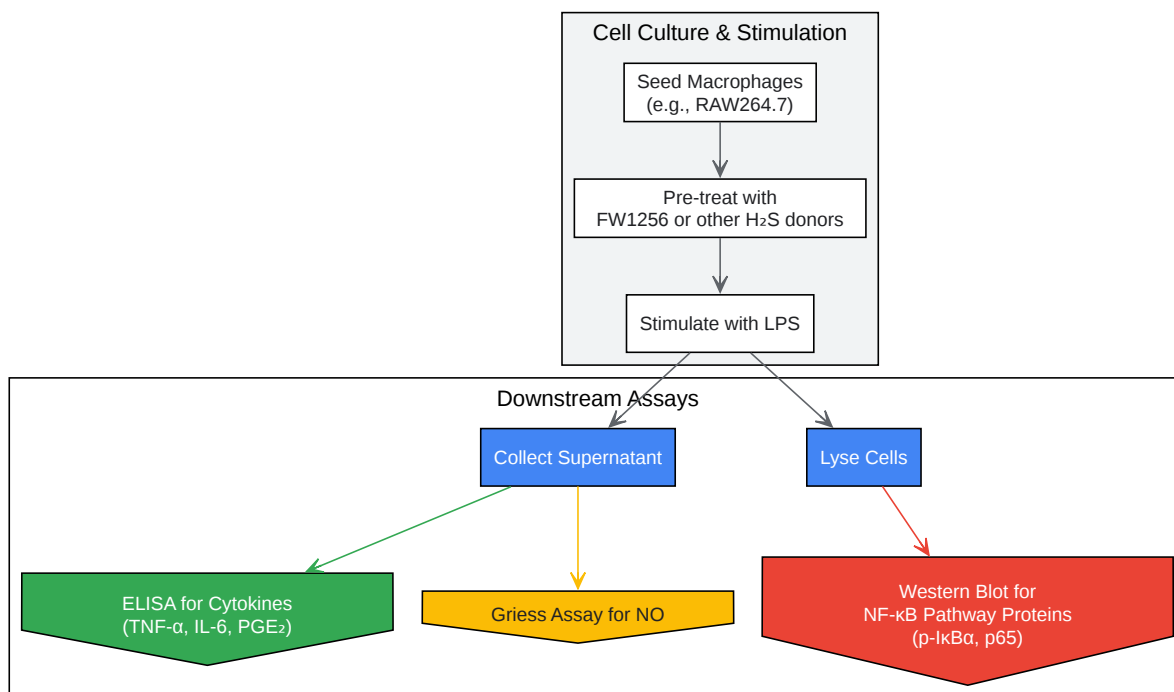 Cell Culture & Stimulation
Seed Macrophages
(e.g., RAW264.7)
Pre-treat with
FW1256 or other H₂S donors
Stimulate with LPS
Downstream Assays
Collect Supernatant
Lyse Cells
ELISA for Cytokines
(TNF-α, IL-6, PGE₂)
Griess Assay for NO
Western Blot for
NF-κB Pathway Proteins
(p-IκBα, p65)